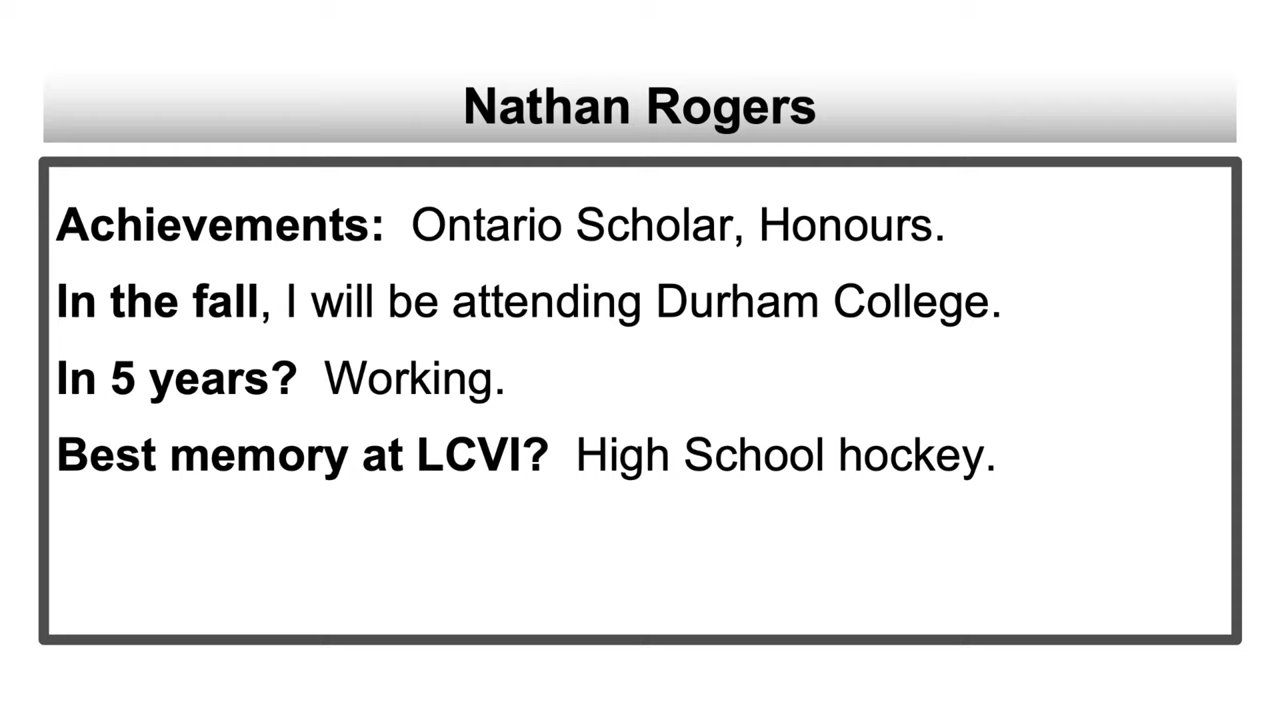 Nathan Rogers
Achievements: Ontario Scholar, Honours.
In the fall, I will be attending Durham College.
In 5 years? Working.
Best memory at LCVI? High School hockey.